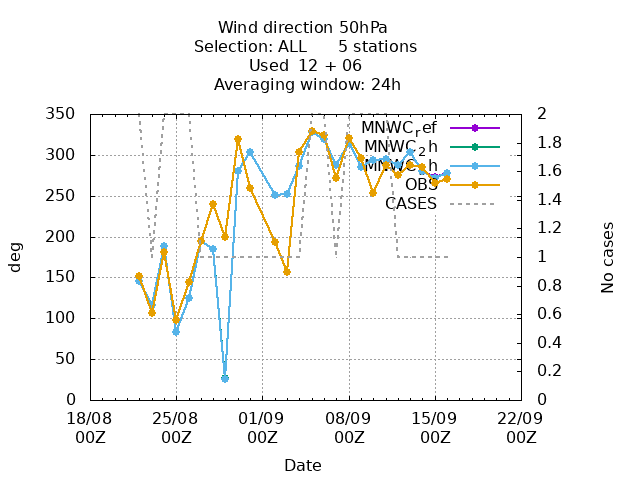 Wind direction 50hPa
Selection: ALL 5 stations
Used 12 + 06
Averaging window: 24h
350
300
250
200
150
100
50
0
deg
2
1.8
1.6
1.4
1.2
1
0.8
0.6
0.4
0.2
0
No cases
MNWCref
MNWC2h
OBS
CASES
18/08 25/08 01/09 08/09 15/09 22/09
00Z 00Z 00Z 00Z 00Z 00Z
Date